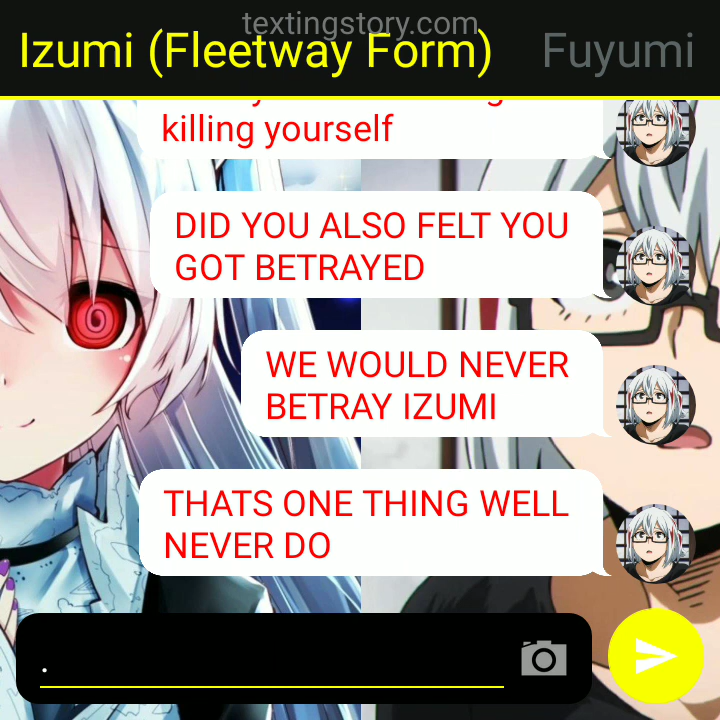 textingstory.com
Izumi (Fleetway Form) Fuyumi
killing yourself
DID YOU ALSO FELT YOU
GOT BETRAYED
WE WOULD NEVER
BETRAY IZUMI
THATS ONE THING WELL
NEVER DO
.